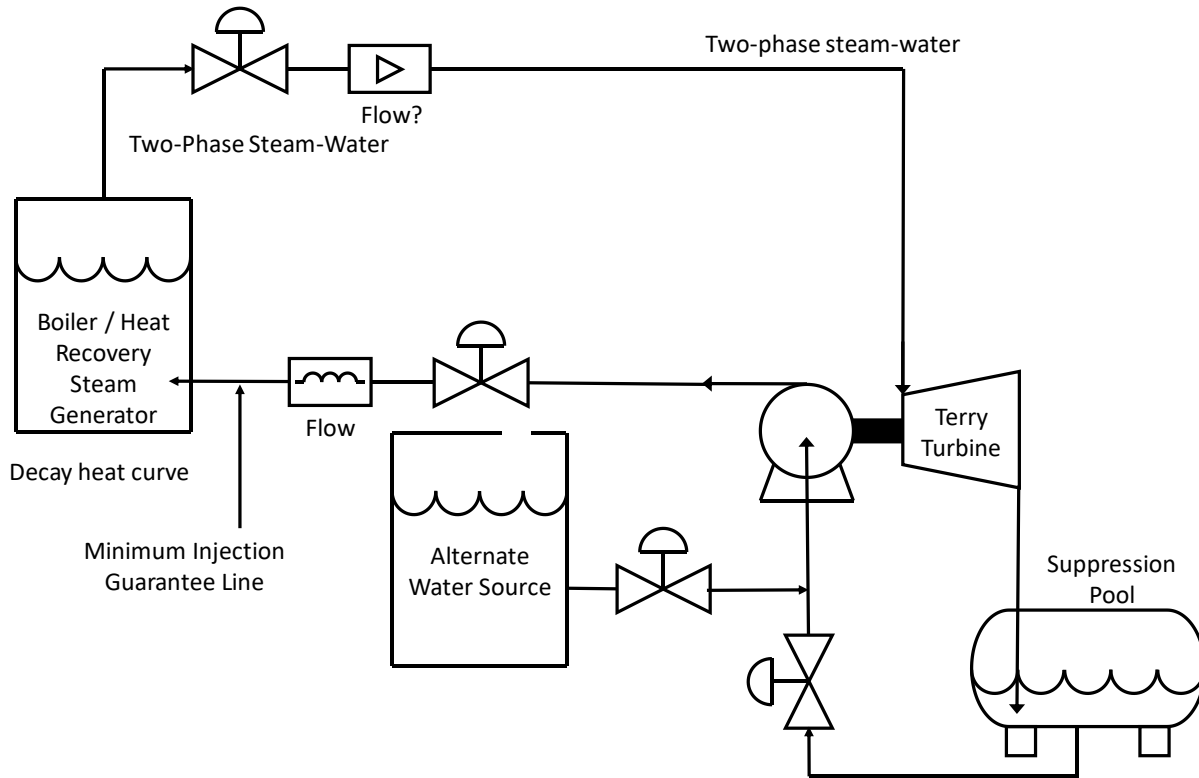 Two-phase steam-water
Flow?
Two-Phase Steam-Water
Boiler / Heat
Recovery
Steam
Generator
Flow
Terry
Turbine
Decay heat curve
Minimum Injection
Guarantee Line
Alternate
Water Source
Suppression
Pool